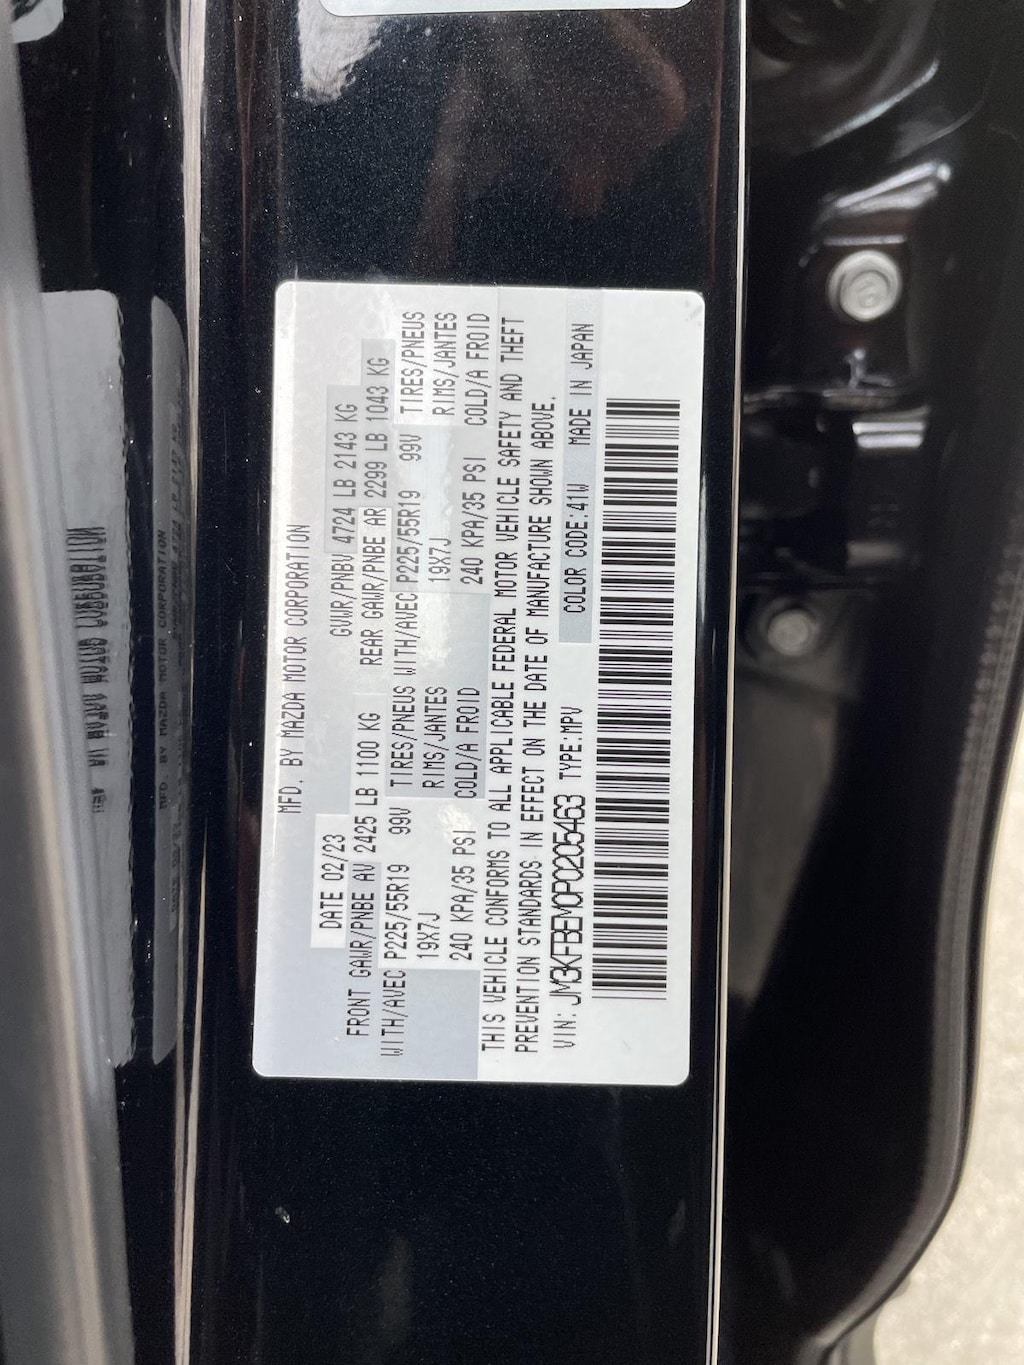 MFD. BY MAZDA MOTOR CORPORATION
DATE 02/23 GVWR/PNBV 4724 LB 2143 KG
FRONT GAWR/PNBE AV 2425 LB 1100 KG REAR GAWR/PNBE AR 2299 LB 1043 KG
WITH/AVEC P225/55R19 99V TIRES/PNEUS WITH/AVEC P225/55R19 99V TIRES/PNEUS
19X7J RIMS/JANTES 19X7J RIMS/JANTES
240 KPA/35 PSI COLD/A FROID 240 KPA/35 PSI COLD/A FROID
THIS VEHICLE CONFORMS TO ALL APPLICABLE FEDERAL MOTOR VEHICLE SAFETY AND THEFT
PREVENTION STANDARDS IN EFFECT ON THE DATE OF MANUFACTURE SHOWN ABOVE.
VIN: JM3KFBEM0P0205463 TYPE:MPV COLOR CODE:41W MADE IN JAPAN
MFD. BY MAZDA MOTOR CORPORATION